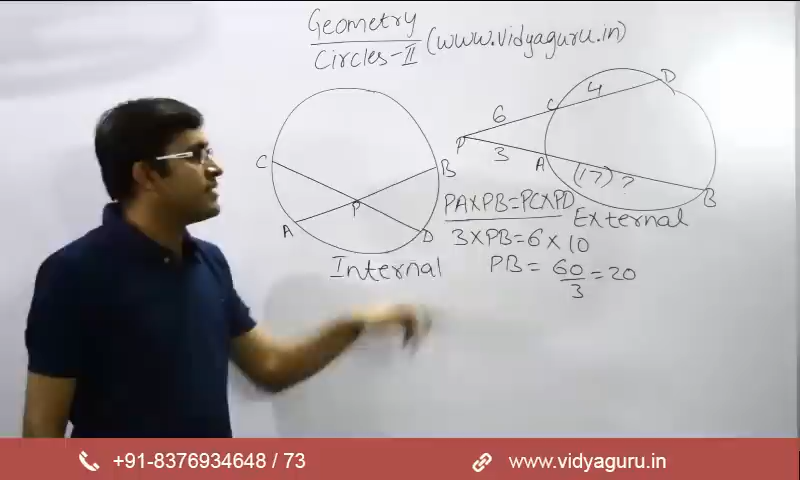 Geometry
Circles-II (www.vidyaguru.in)
C
B
P
A
D
Internal
D
C
4
6
P
3
A
(17) ?
B
PA×PB=PC×PD
External
3×PB=6×10
PB=60/3=20
+91-8376934648 / 73
www.vidyaguru.in